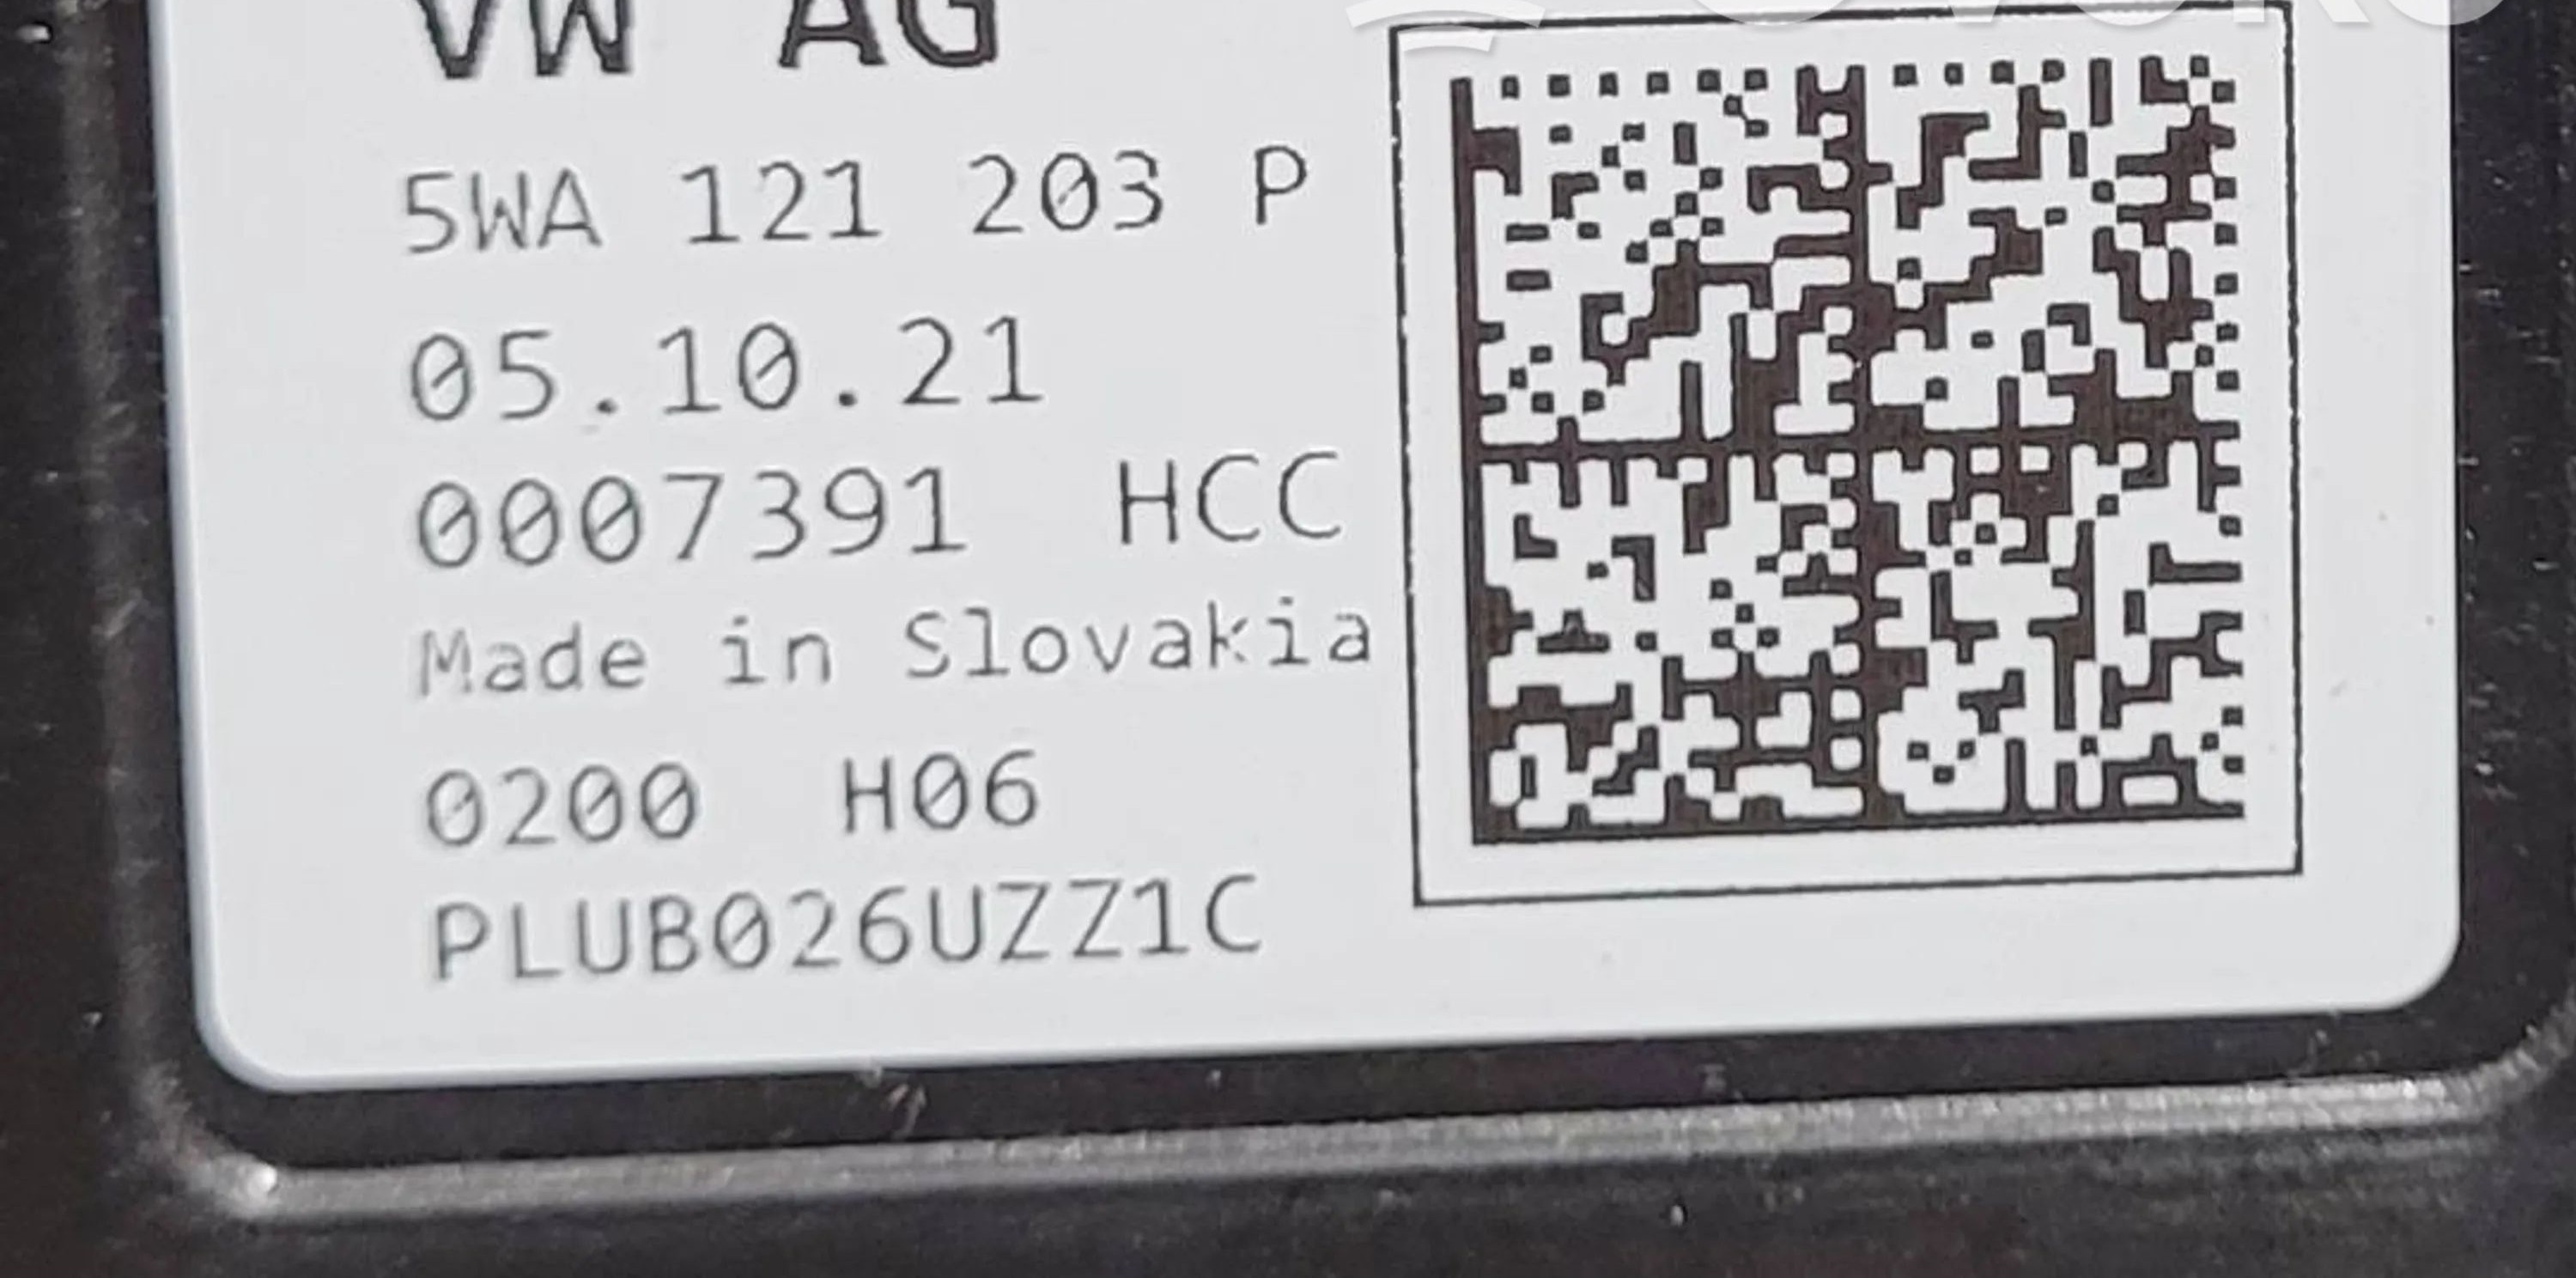 VW AG
5WA 121 203 P
05.10.21
0007391 HCC
Made in Slovakia
0200 H06
PLUB026UZZ1C